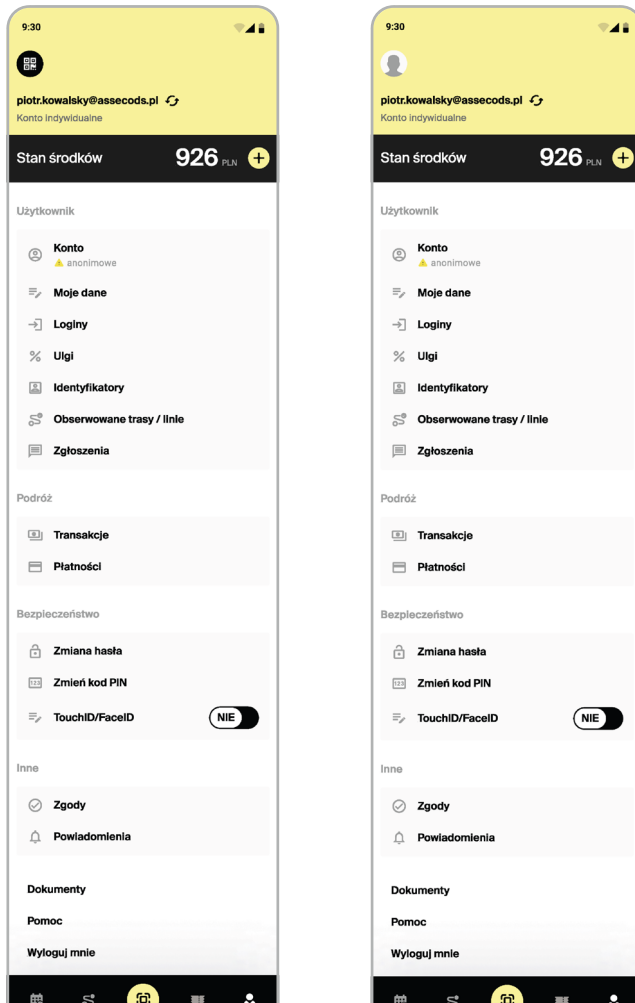 9:30
piotr.kowalsky@assecods.pl
Konto indywidualne
Stan środków 926 PLN +
Użytkownik
Konto
anonimowe
Moje dane
Loginy
% Ulgi
Identyfikatory
Obserwowane trasy / linie
Zgłoszenia
Podróż
Transakcje
Płatności
Bezpieczeństwo
Zmiana hasła
123 Zmień kod PIN
TouchID/FaceID NIE
Inne
Zgody
Powiadomienia
Dokumenty
Pomoc
Wyloguj mnie
9:30
piotr.kowalsky@assecods.pl
Konto indywidualne
Stan środków 926 PLN +
Użytkownik
Konto
anonimowe
Moje dane
Loginy
% Ulgi
Identyfikatory
Obserwowane trasy / linie
Zgłoszenia
Podróż
Transakcje
Płatności
Bezpieczeństwo
Zmiana hasła
123 Zmień kod PIN
TouchID/FaceID NIE
Inne
Zgody
Powiadomienia
Dokumenty
Pomoc
Wyloguj mnie